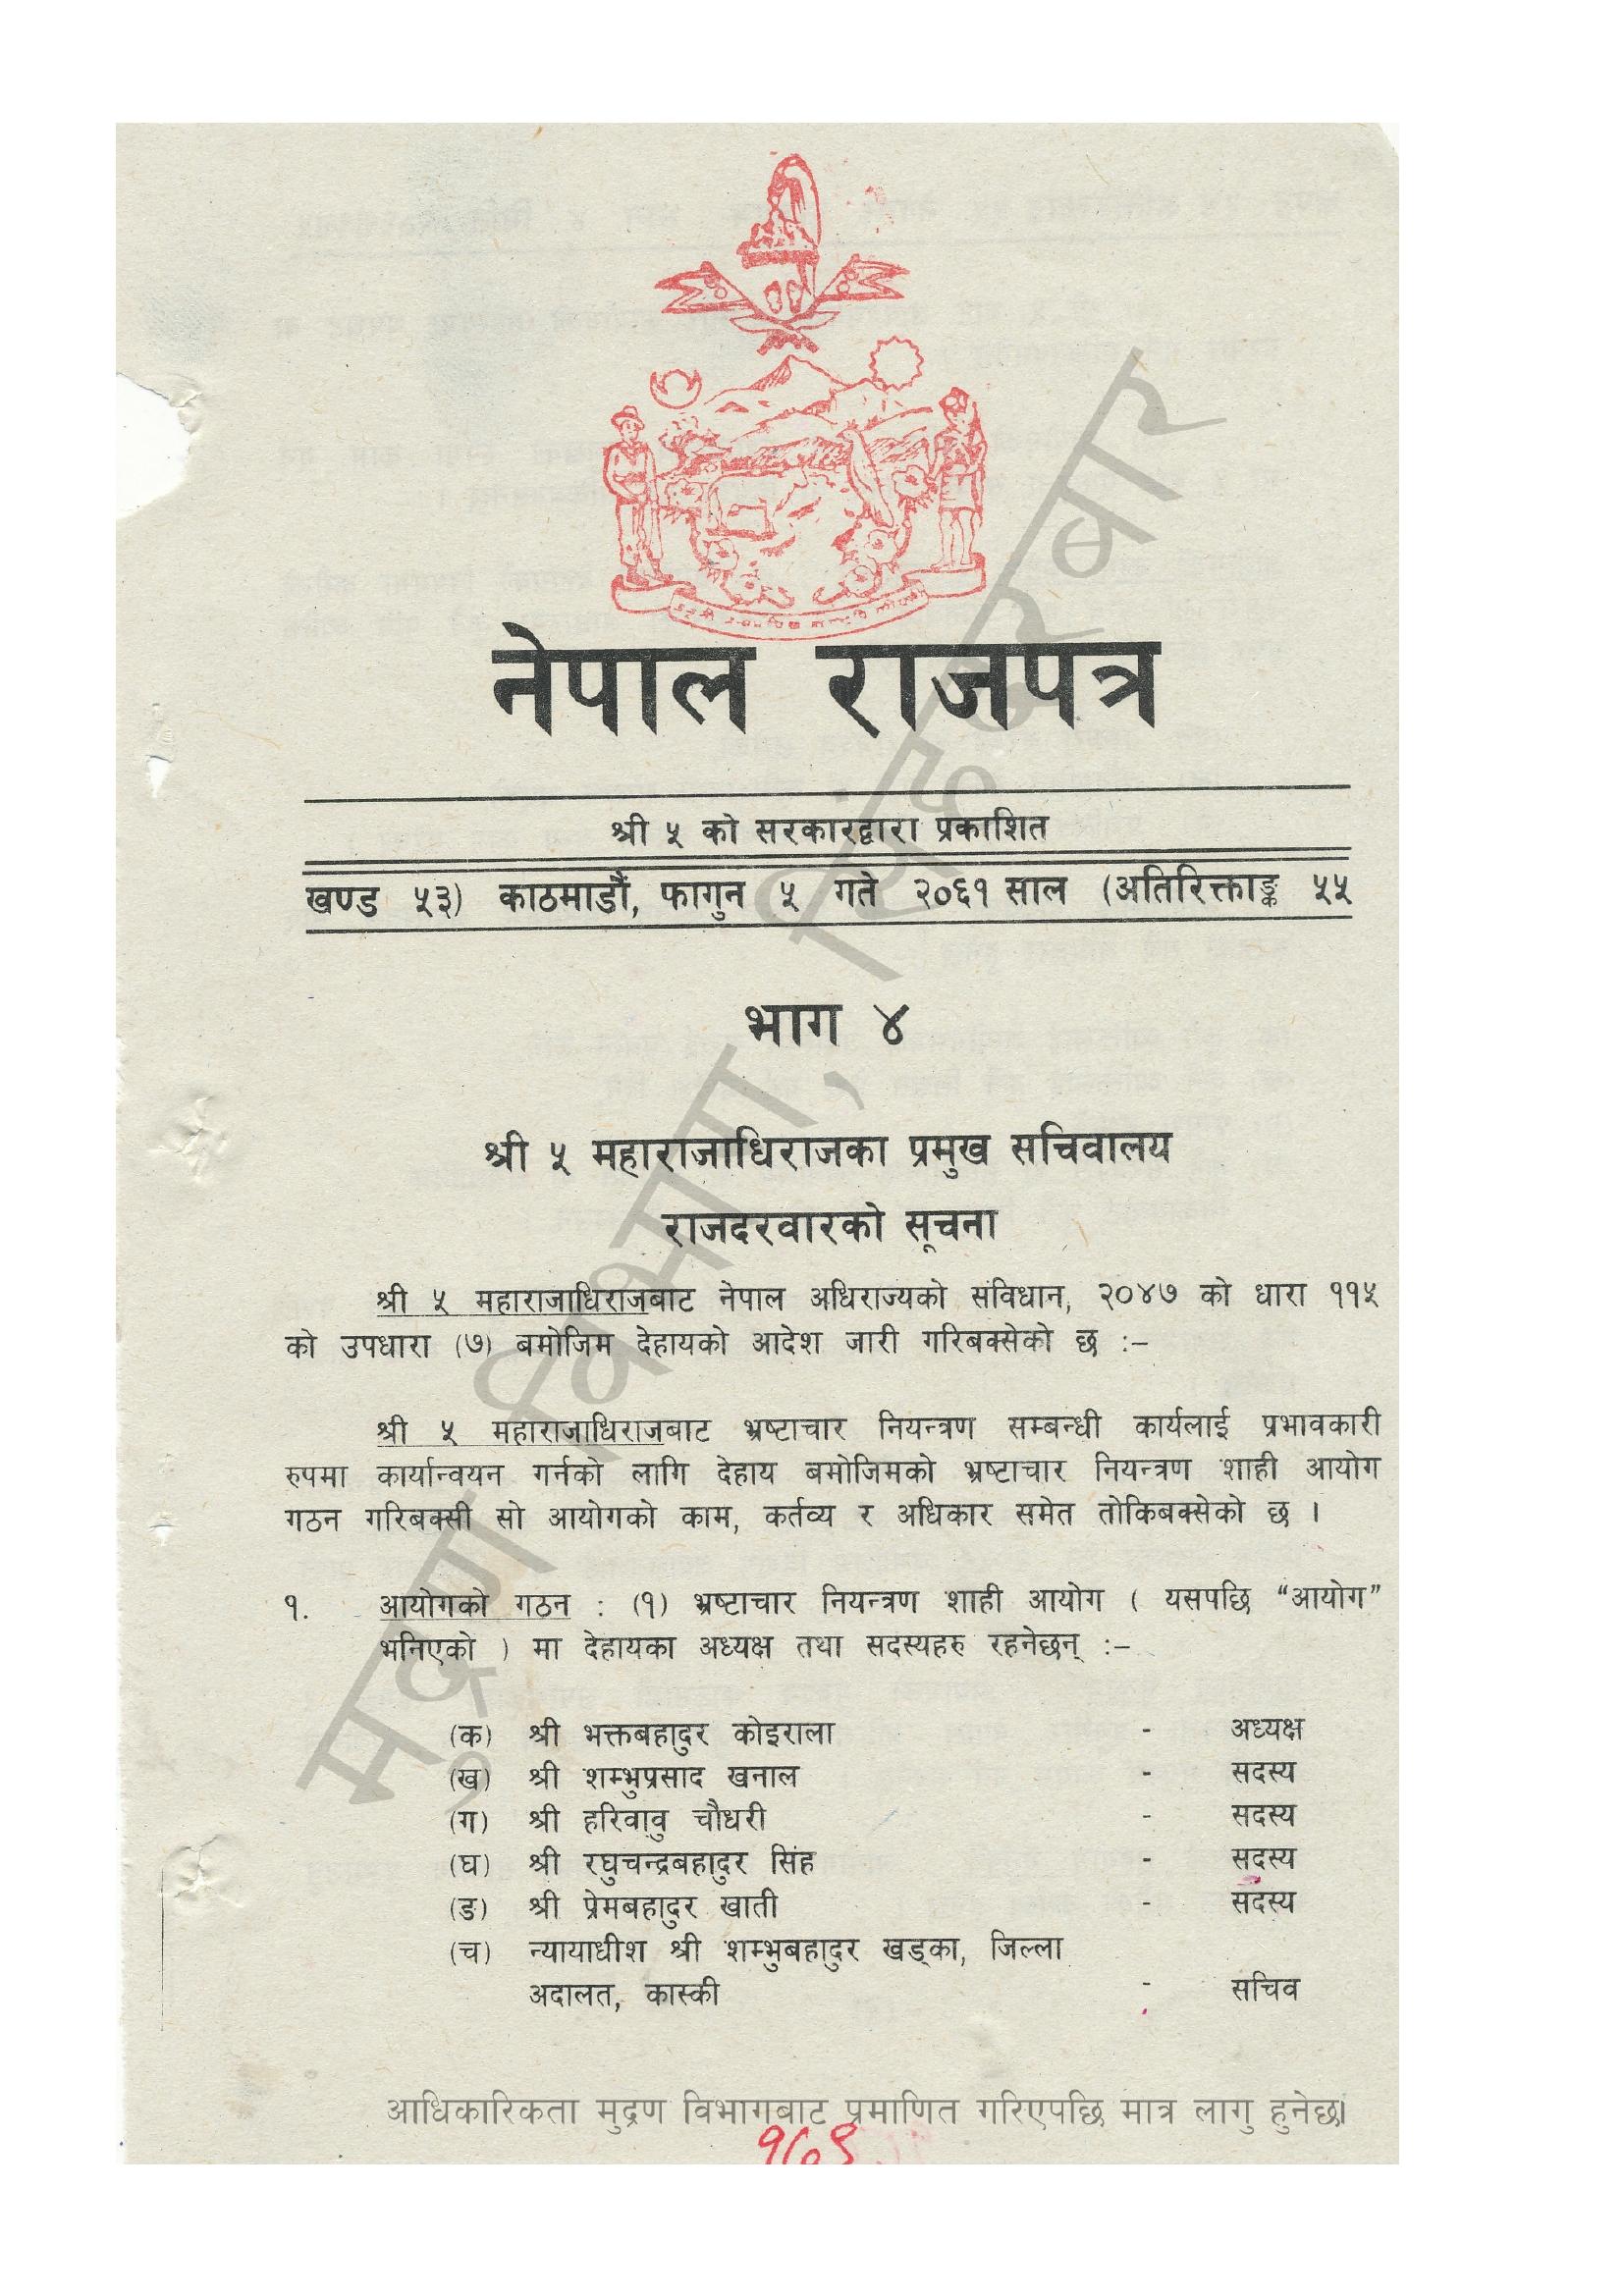 नेपाल राजपत्र
श्री ५ को सरकारद्वारा प्रकाशित
खण्ड ५३) काठमाडौं, फागुन ५ गते २०६१ साल (अतिरिक्ताङ्क ५५
भाग ४
श्री ५ महाराजाधिराजका प्रमुख सचिवालय
राजदरवारको सूचना
श्री ५ महाराजाधिराजबाट नेपाल अधिराज्यको संविधान, २०४७ को धारा ११५
को उपधारा (७) बमोजिम देहायको आदेश जारी गरिबक्सेको छ :–
श्री ५ महाराजाधिराजबाट भ्रष्टाचार नियन्त्रण सम्बन्धी कार्यलाई प्रभावकारी
रुपमा कार्यान्वयन गर्नको लागि देहाय बमोजिमको भ्रष्टाचार नियन्त्रण शाही आयोग
गठन गरिबक्सी सो आयोगको काम, कर्तव्य र अधिकार समेत तोकिबक्सेको छ ।
१. आयोगको गठन : (१) भ्रष्टाचार नियन्त्रण शाही आयोग ( यसपछि “आयोग”
भनिएको ) मा देहायका अध्यक्ष तथा सदस्यहरु रहनेछन् :–
(क) श्री भक्तबहादुर कोइराला - अध्यक्ष
(ख) श्री शम्भुप्रसाद खनाल - सदस्य
(ग) श्री हरिवावु चौधरी - सदस्य
(घ) श्री रघुचन्द्रबहादुर सिंह - सदस्य
(ङ) श्री प्रेमबहादुर खाती - सदस्य
(च) न्यायाधीश श्री शम्भुबहादुर खड्का, जिल्ला
अदालत, कास्की - सचिव
मुद्रण विभाग, सिंहदरवार
आधिकारिकता मुद्रण विभागबाट प्रमाणित गरिएपछि मात्र लागु हुनेछ।